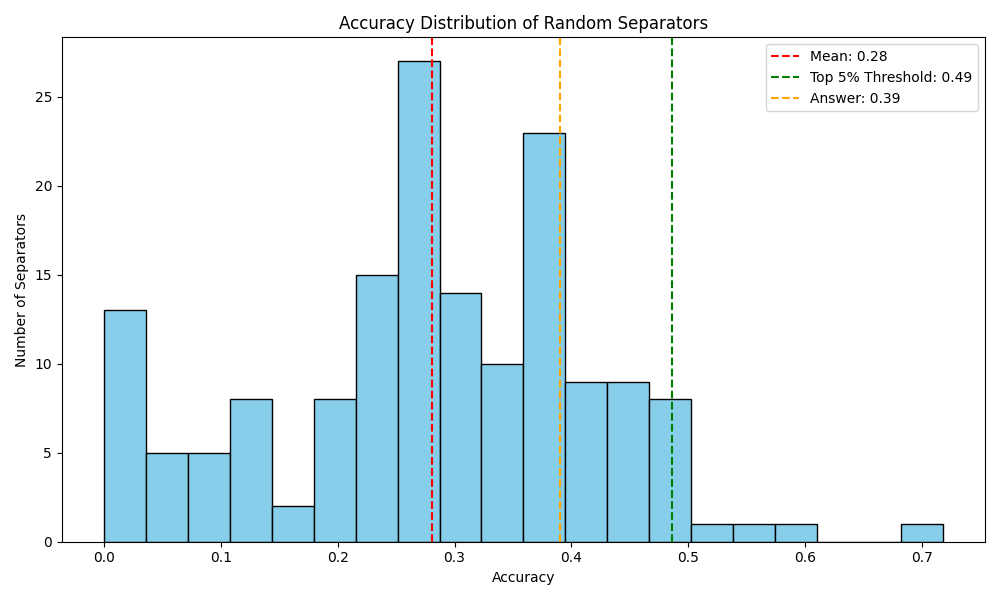 Accuracy Distribution of Random Separators
Mean: 0.28
Top 5% Threshold: 0.49
Answer: 0.39
Number of Separators
25
20
15
10
5
0
0.0 0.1 0.2 0.3 0.4 0.5 0.6 0.7
Accuracy